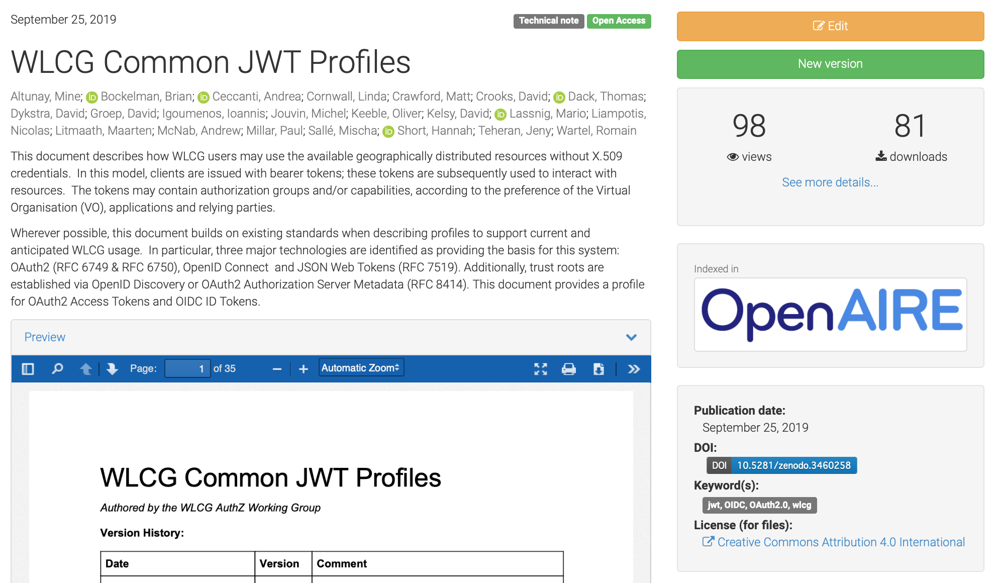 September 25, 2019
Technical note Open Access
WLCG Common JWT Profiles
Altunay, Mine; iD Bockelman, Brian; iD Ceccanti, Andrea; Cornwall, Linda; Crawford, Matt; Crooks, David; iD Dack, Thomas;
Dykstra, David; Groep, David; Igoumenos, Ioannis; Jouvin, Michel; Keeble, Oliver; Kelsy, David; iD Lassnig, Mario; Liampotis,
Nicolas; Litmaath, Maarten; McNab, Andrew; Millar, Paul; Sallé, Mischa; iD Short, Hannah; Teheran, Jeny; Wartel, Romain
This document describes how WLCG users may use the available geographically distributed resources without X.509
credentials.  In this model, clients are issued with bearer tokens; these tokens are subsequently used to interact with
resources.  The tokens may contain authorization groups and/or capabilities, according to the preference of the Virtual
Organisation (VO), applications and relying parties.
Wherever possible, this document builds on existing standards when describing profiles to support current and
anticipated WLCG usage.  In particular, three major technologies are identified as providing the basis for this system:
OAuth2 (RFC 6749 & RFC 6750), OpenID Connect  and JSON Web Tokens (RFC 7519). Additionally, trust roots are
established via OpenID Discovery or OAuth2 Authorization Server Metadata (RFC 8414). This document provides a profile
for OAuth2 Access Tokens and OIDC ID Tokens.
Preview
Page: 1 of 35 Automatic Zoom
WLCG Common JWT Profiles
Authored by the WLCG AuthZ Working Group
Version History:
Date Version Comment
Edit
New version
98 81
views downloads
See more details...
Indexed in
OpenAIRE
Publication date:
September 25, 2019
DOI:
DOI 10.5281/zenodo.3460258
Keyword(s):
jwt, OIDC, OAuth2.0, wlcg
License (for files):
Creative Commons Attribution 4.0 International